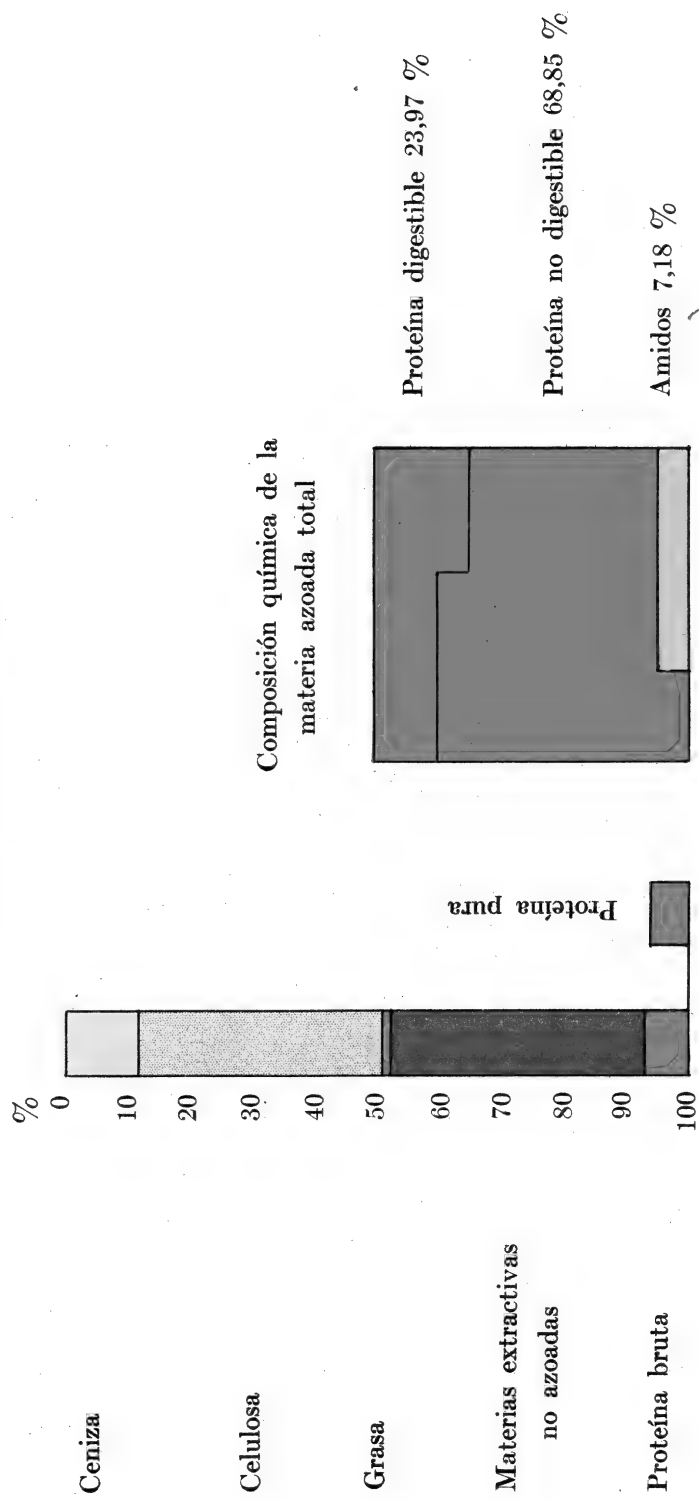 Ceniza
Celulosa
Grasa
Materias extractivas
no azoadas
Proteína bruta
%
0
10
20
30
40
50
60
70
80
90
100
Proteína pura
Composición química de la
materia azoada total
Proteína digestible 23,97 %
Proteína no digestible 68,85 %
Amidos 7,18 %